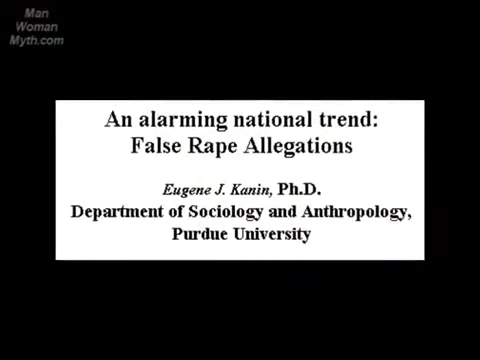 Man
Woman
Myth.com
An alarming national trend:
False Rape Allegations
Eugene J. Kanin, Ph.D.
Department of Sociology and Anthropology,
Purdue University